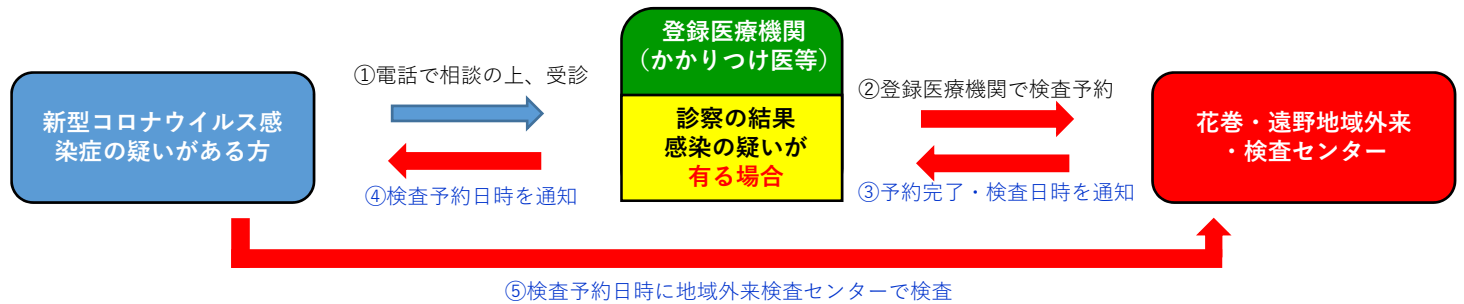 登録医療機関
（かかりつけ医等）
①電話で相談の上、受診
②登録医療機関で検査予約
新型コロナウイルス感
染症の疑いがある方
診察の結果
感染の疑いが
有る場合
花巻・遠野地域外来
・検査センター
④検査予約日時を通知
③予約完了・検査日時を通知
⑤検査予約日時に地域外来検査センターで検査